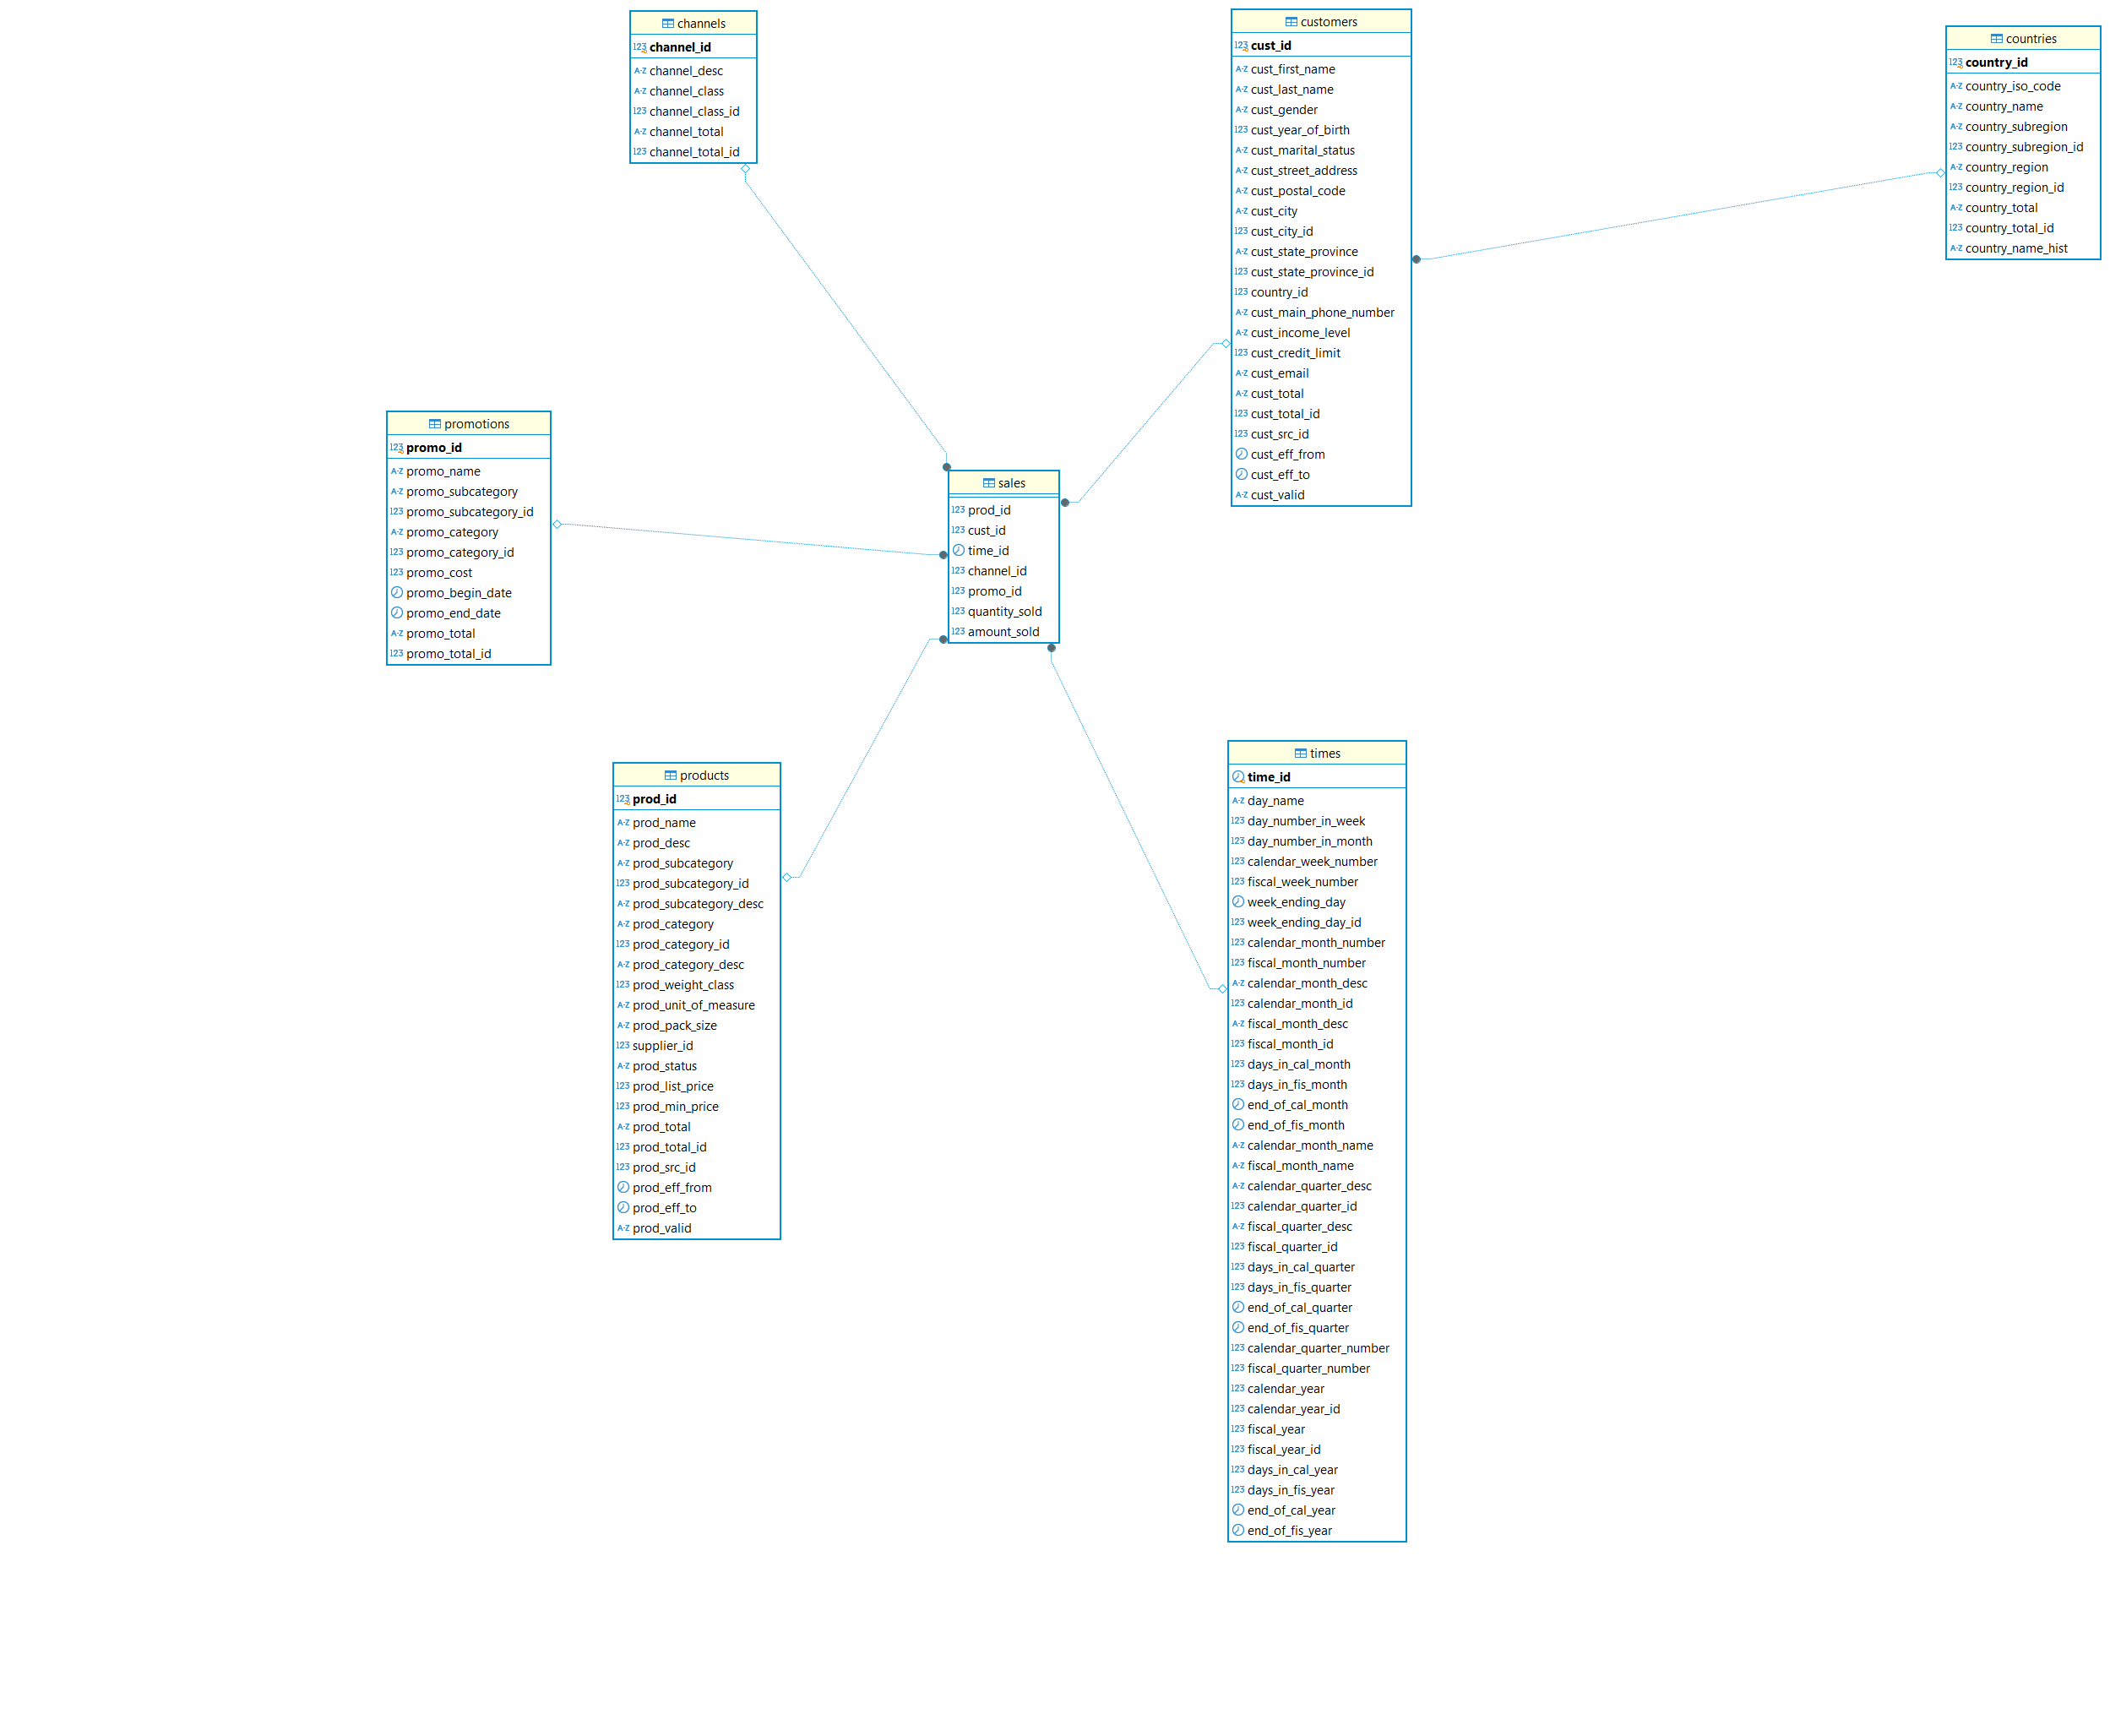 channels
channel_id
channel_desc
channel_class
channel_class_id
channel_total
channel_total_id
customers
cust_id
cust_first_name
cust_last_name
cust_gender
cust_year_of_birth
cust_marital_status
cust_street_address
cust_postal_code
cust_city
cust_city_id
cust_state_province
cust_state_province_id
country_id
cust_main_phone_number
cust_income_level
cust_credit_limit
cust_email
cust_total
cust_total_id
cust_src_id
cust_eff_from
cust_eff_to
cust_valid
countries
country_id
country_iso_code
country_name
country_subregion
country_subregion_id
country_region
country_region_id
country_total
country_total_id
country_name_hist
promotions
promo_id
promo_name
promo_subcategory
promo_subcategory_id
promo_category
promo_category_id
promo_cost
promo_begin_date
promo_end_date
promo_total
promo_total_id
sales
prod_id
cust_id
time_id
channel_id
promo_id
quantity_sold
amount_sold
products
prod_id
prod_name
prod_desc
prod_subcategory
prod_subcategory_id
prod_subcategory_desc
prod_category
prod_category_id
prod_category_desc
prod_weight_class
prod_unit_of_measure
prod_pack_size
supplier_id
prod_status
prod_list_price
prod_min_price
prod_total
prod_total_id
prod_src_id
prod_eff_from
prod_eff_to
prod_valid
times
time_id
day_name
day_number_in_week
day_number_in_month
calendar_week_number
fiscal_week_number
week_ending_day
week_ending_day_id
calendar_month_number
fiscal_month_number
calendar_month_desc
calendar_month_id
fiscal_month_desc
fiscal_month_id
days_in_cal_month
days_in_fis_month
end_of_cal_month
end_of_fis_month
calendar_month_name
fiscal_month_name
calendar_quarter_desc
calendar_quarter_id
fiscal_quarter_desc
fiscal_quarter_id
days_in_cal_quarter
days_in_fis_quarter
end_of_cal_quarter
end_of_fis_quarter
calendar_quarter_number
fiscal_quarter_number
calendar_year
calendar_year_id
fiscal_year
fiscal_year_id
days_in_cal_year
days_in_fis_year
end_of_cal_year
end_of_fis_year